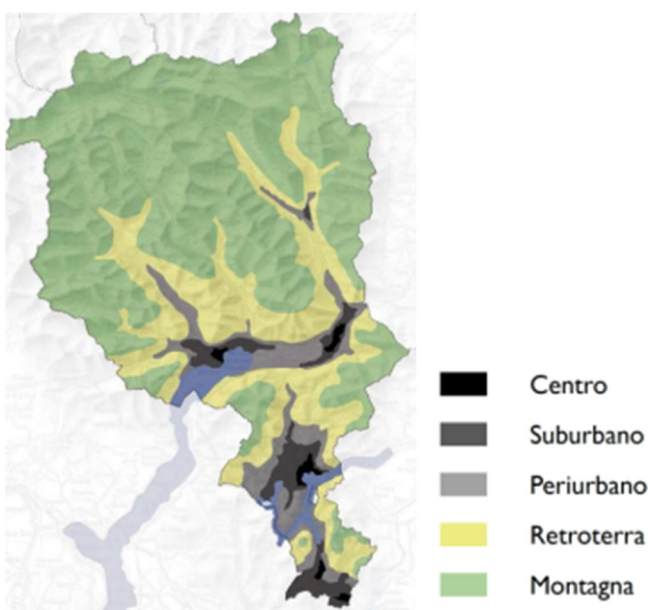 Centro
Suburbano
Periurbano
Retroterra
Montagna